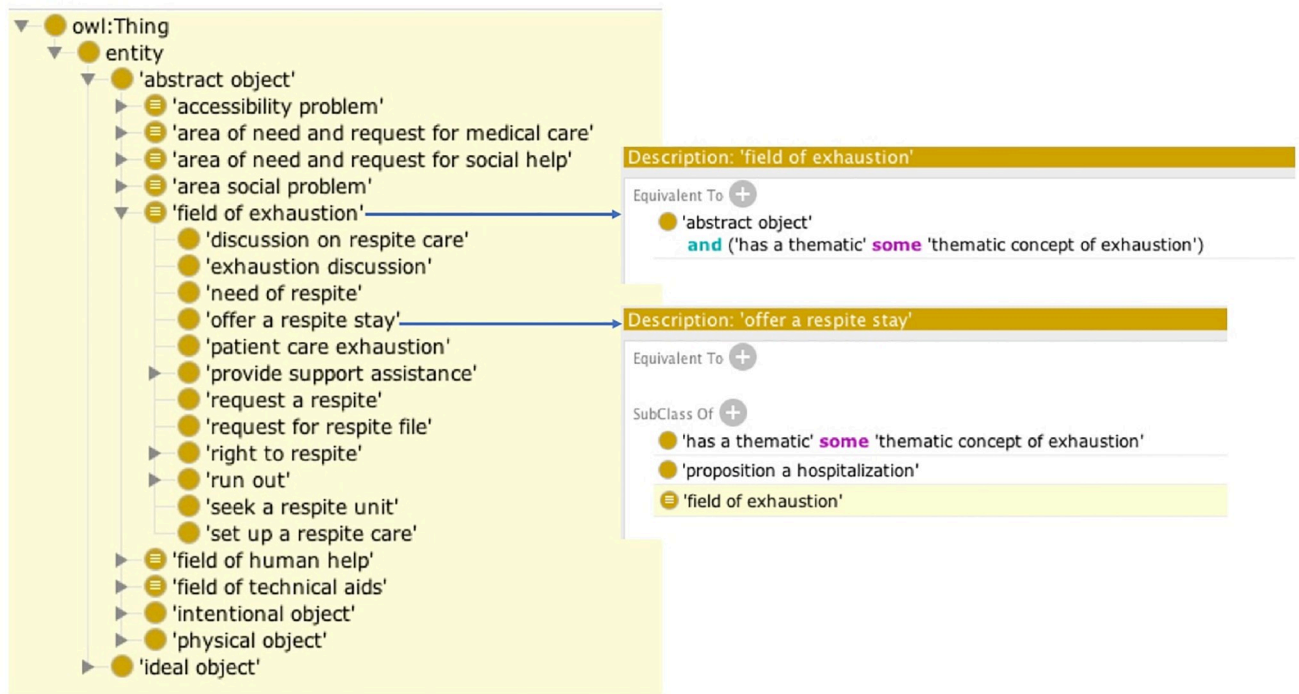 owl:Thing
entity
'abstract object'
'accessibility problem'
'area of need and request for medical care'
'area of need and request for social help'
'area social problem'
'field of exhaustion'
'discussion on respite care'
'exhaustion discussion'
'need of respite'
'offer a respite stay'
'patient care exhaustion'
'provide support assistance'
'request a respite'
'request for respite file'
'right to respite'
'run out'
'seek a respite unit'
'set up a respite care'
'field of human help'
'field of technical aids'
'intentional object'
'physical object'
'ideal object'
Description: 'field of exhaustion'
Equivalent To
'abstract object'
and ('has a thematic' some 'thematic concept of exhaustion')
Description: 'offer a respite stay'
Equivalent To
SubClass Of
'has a thematic' some 'thematic concept of exhaustion'
'proposition a hospitalization'
'field of exhaustion'